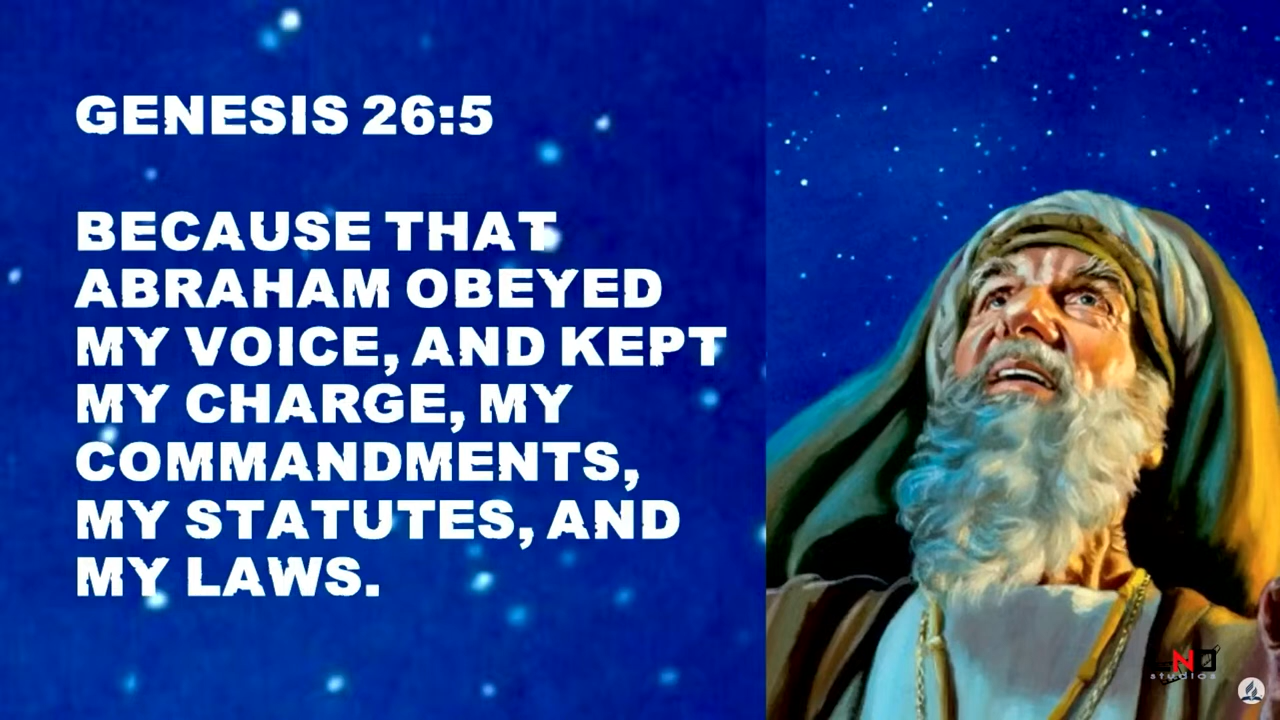 GENESIS 26:5
BECAUSE THAT
ABRAHAM OBEYED
MY VOICE, AND KEPT
MY CHARGE, MY
COMMANDMENTS,
MY STATUTES, AND
MY LAWS.
studios